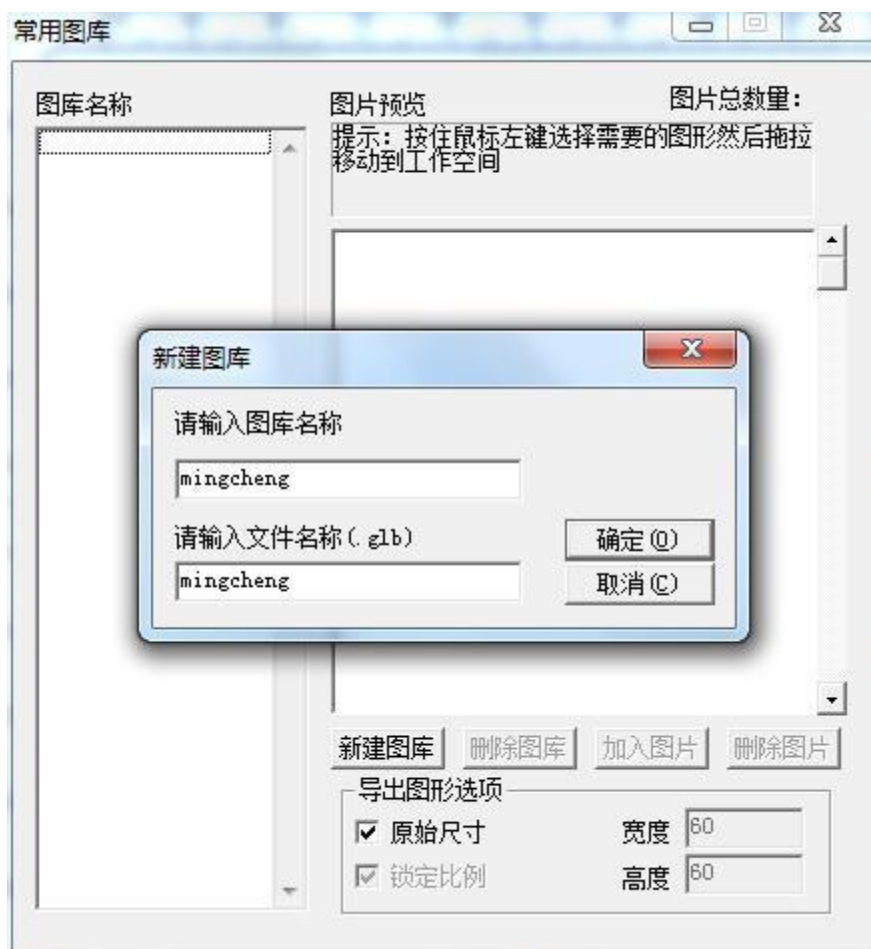 常用图库
图库名称
图片预览
图片总数量:
提示: 按住鼠标左键选择需要的图形然后拖拉
移动到工作空间
新建图库
请输入图库名称
mingcheng
请输入文件名称(.glb)
mingcheng
确定(O)
取消(C)
新建图库
删除图库
加入图片
删除图片
导出图形选项
原始尺寸
宽度 60
锁定比例
高度 60